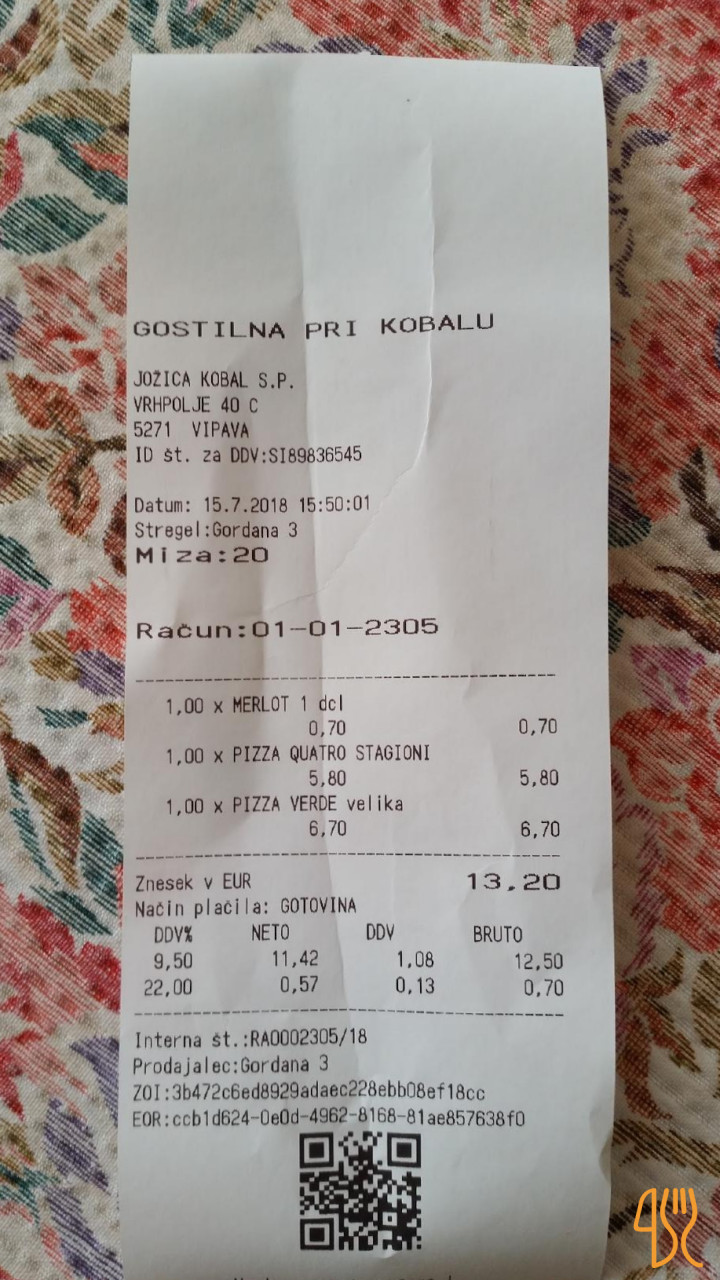 GOSTILNA PRI KOBALU
JOŽICA KOBAL S.P.
VRHPOLJE 40 C
5271 VIPAVA
ID št. za DDV:SI89836545
Datum: 15.7.2018 15:50:01
Stregel:Gordana 3
Miza:20
Račun:01-01-2305
1,00 x MERLOT 1 dcl
0,70 0,70
1,00 x PIZZA QUATRO STAGIONI
5,80 5,80
1,00 x PIZZA VERDE velika
6,70 6,70
Znesek v EUR 13,20
Način plačila: GOTOVINA
DDV% NETO DDV BRUTO
9,50 11,42 1,08 12,50
22,00 0,57 0,13 0,70
Interna št.:RA0002305/18
Prodajalec:Gordana 3
ZOI:3b472c6ed8929adaec228ebb08ef18cc
EOR:ccb1d624-0e0d-4962-8168-81ae857638f0